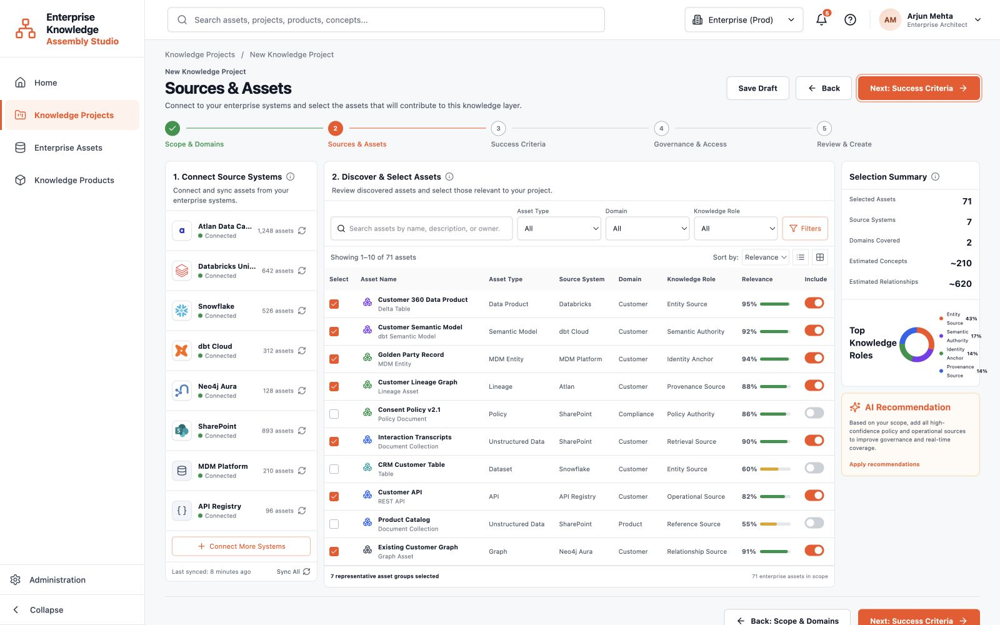 Enterprise
Knowledge
Assembly Studio
Search assets, projects, products, concepts...
Enterprise (Prod)
5
AM
Arjun Mehta
Enterprise Architect
Home
Knowledge Projects
Enterprise Assets
Knowledge Products
Administration
Collapse
Knowledge Projects / New Knowledge Project
New Knowledge Project
Sources & Assets
Connect to your enterprise systems and select the assets that will contribute to this knowledge layer.
Save Draft
Back
Next: Success Criteria
Scope & Domains
2
Sources & Assets
3
Success Criteria
4
Governance & Access
5
Review & Create
1. Connect Source Systems
Connect and sync assets from your
enterprise systems.
a
Atlan Data Ca...
Connected
1,248 assets
Databricks Uni...
Connected
642 assets
Snowflake
Connected
526 assets
dbt Cloud
Connected
312 assets
Neo4j Aura
Connected
128 assets
S
SharePoint
Connected
893 assets
MDM Platform
Connected
210 assets
{ }
API Registry
Connected
96 assets
Connect More Systems
Last synced: 8 minutes ago
Sync All
2. Discover & Select Assets
Review discovered assets and select those relevant to your project.
Search assets by name, description, or owner.
Asset Type
All
Domain
All
Knowledge Role
All
Filters
Showing 1–10 of 71 assets
Sort by: Relevance
Select Asset Name Asset Type Source System Domain Knowledge Role Relevance Include
Customer 360 Data Product
Delta Table
Data Product Databricks Customer Entity Source 95%
Customer Semantic Model
dbt Semantic Model
Semantic Model dbt Cloud Customer Semantic Authority 92%
Golden Party Record
MDM Entity
MDM Entity MDM Platform Customer Identity Anchor 94%
Customer Lineage Graph
Lineage Asset
Lineage Atlan Customer Provenance Source 88%
Consent Policy v2.1
Policy Document
Policy SharePoint Compliance Policy Authority 86%
Interaction Transcripts
Document Collection
Unstructured Data SharePoint Customer Retrieval Source 90%
CRM Customer Table
Table
Dataset Snowflake Customer Entity Source 60%
Customer API
REST API
API API Registry Customer Operational Source 82%
Product Catalog
Document Collection
Unstructured Data SharePoint Product Reference Source 55%
Existing Customer Graph
Graph Asset
Graph Neo4j Aura Customer Relationship Source 91%
7 representative asset groups selected
71 enterprise assets in scope
Selection Summary
Selected Assets 71
Source Systems 7
Domains Covered 2
Estimated Concepts ~210
Estimated Relationships ~620
Top
Knowledge
Roles
Entity
Source 43%
Semantic
Authority 17%
Identity
Anchor 14%
Provenance
Source 14%
AI Recommendation
Based on your scope, add all high-
confidence policy and operational sources
to improve governance and real-time
coverage.
Apply recommendations
Back: Scope & Domains
Next: Success Criteria